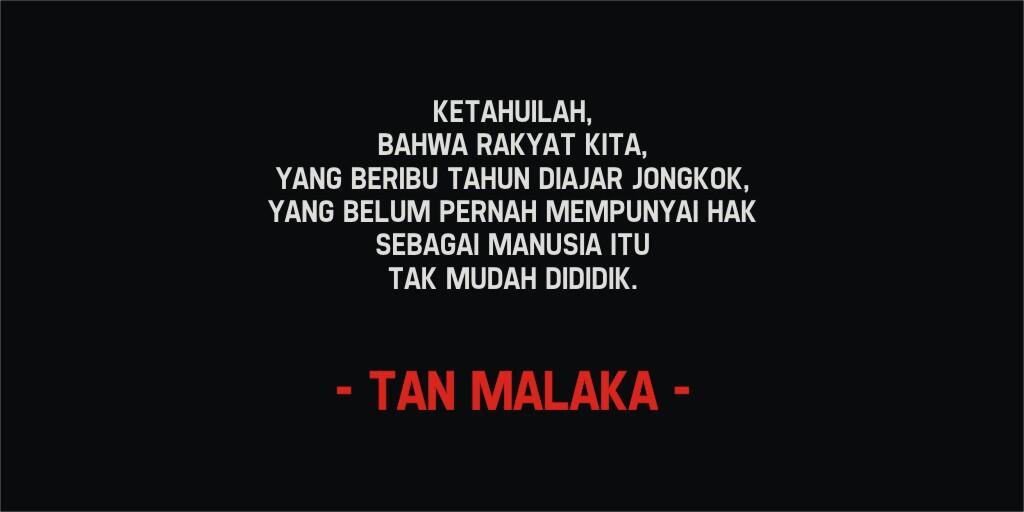 KETAHUILAH,
BAHWA RAKYAT KITA,
YANG BERIBU TAHUN DIAJAR JONGKOK,
YANG BELUM PERNAH MEMPUNYAI HAK
SEBAGAI MANUSIA ITU
TAK MUDAH DIDIDIK.
- TAN MALAKA -